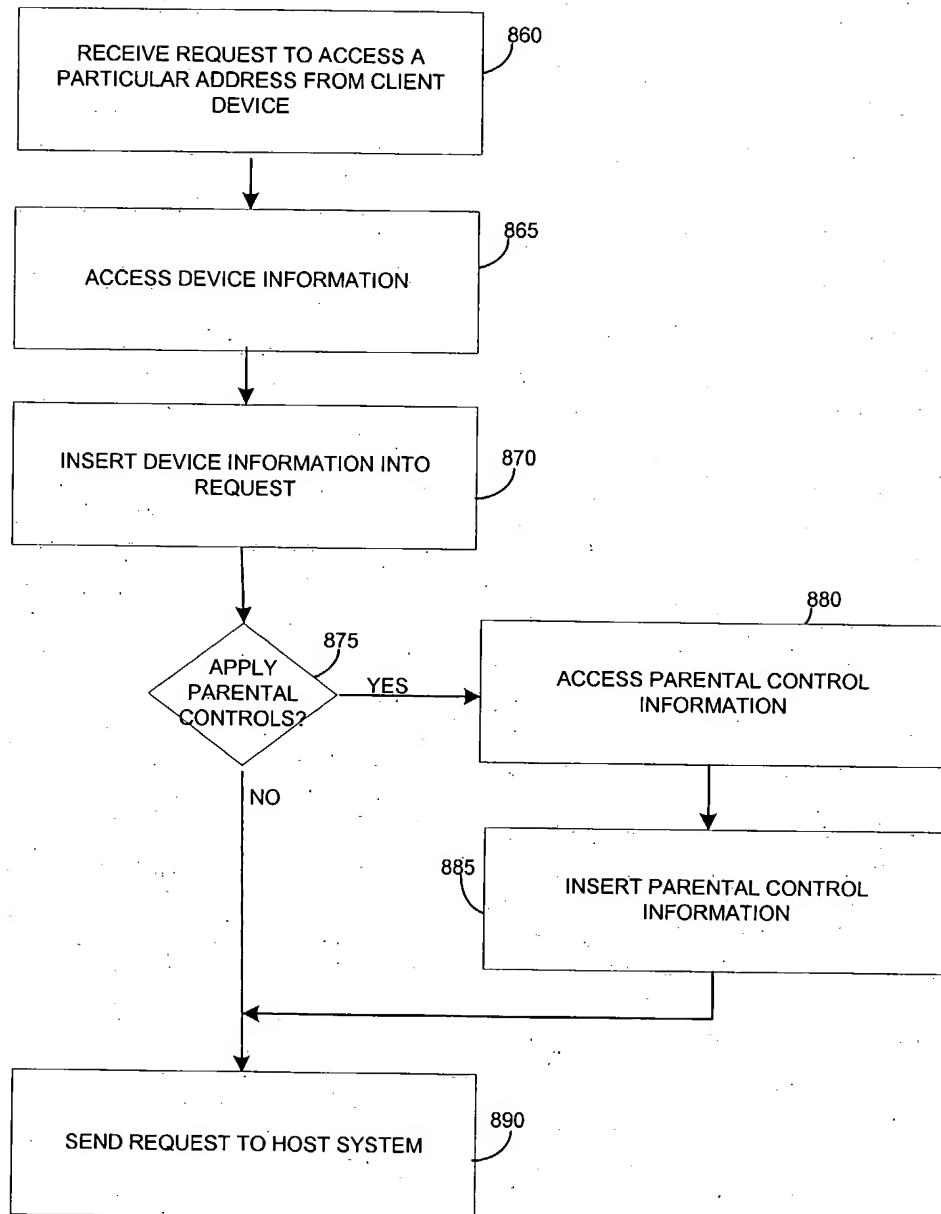 RECEIVE REQUEST TO ACCESS A
PARTICULAR ADDRESS FROM CLIENT
DEVICE
860
ACCESS DEVICE INFORMATION
865
INSERT DEVICE INFORMATION INTO
REQUEST
870
APPLY
PARENTAL
CONTROLS?
875
YES
NO
880
ACCESS PARENTAL CONTROL
INFORMATION
885
INSERT PARENTAL CONTROL
INFORMATION
SEND REQUEST TO HOST SYSTEM
890